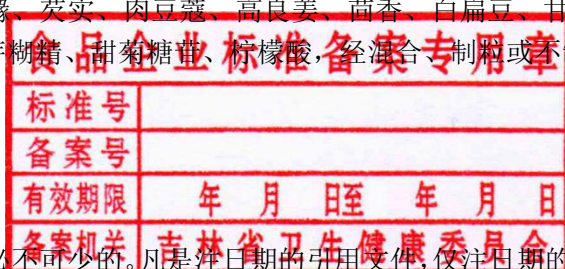 缘、芡实、肉豆蔻、高良姜、茴香、白扁豆、甘
食品企业标准备案专用章
糊精、甜菊糖苷、柠檬酸，经混合、制粒或不
标准号
备案号
有效期限 年 月 日至 年 月 日
备案机关 吉林省卫生健康委员会
不可少的。凡是注日期的引用文件，仅注日期的